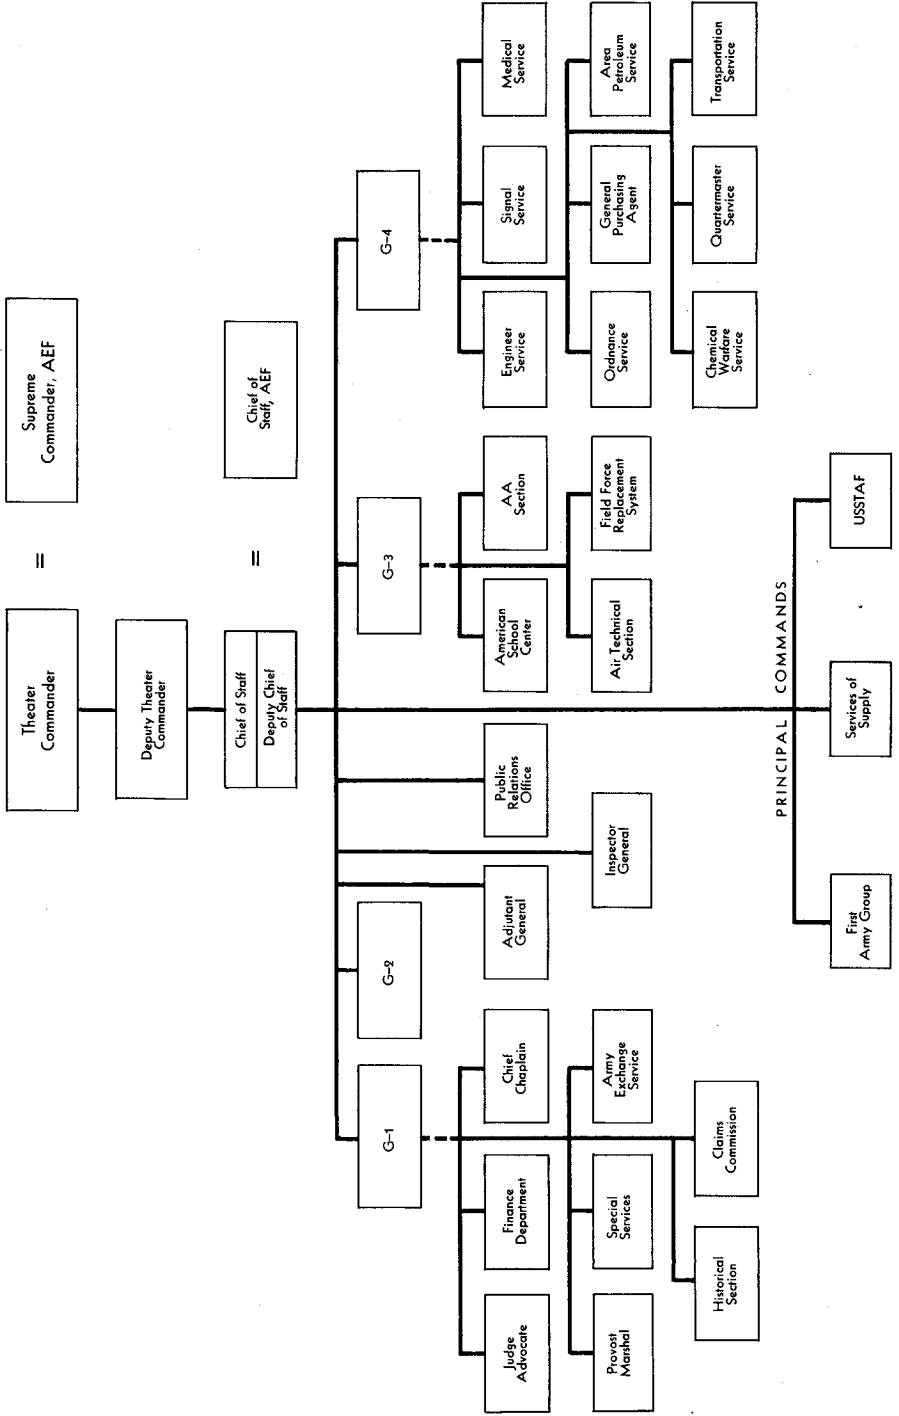 Theater
Commander
=
Supreme
Commander, AEF
Deputy Theater
Commander
Chief of Staff
Deputy Chief
of Staff
=
Chief of
Staff, AEF
G-1
G-2
G-3
G-4
Judge
Advocate
Finance
Department
Chief
Chaplain
Adjutant
General
Public
Relations
Office
American
School
Center
AA
Section
Engineer
Service
Signal
Service
Medical
Service
Provost
Marshal
Special
Services
Army
Exchange
Service
Inspector
General
Air Technical
Section
Field Force
Replacement
System
Ordnance
Service
General
Purchasing
Agent
Area
Petroleum
Service
Historical
Section
Claims
Commission
Chemical
Warfare
Service
Quartermaster
Service
Transportation
Service
PRINCIPAL COMMANDS
First
Army Group
Services of
Supply
USSTAF